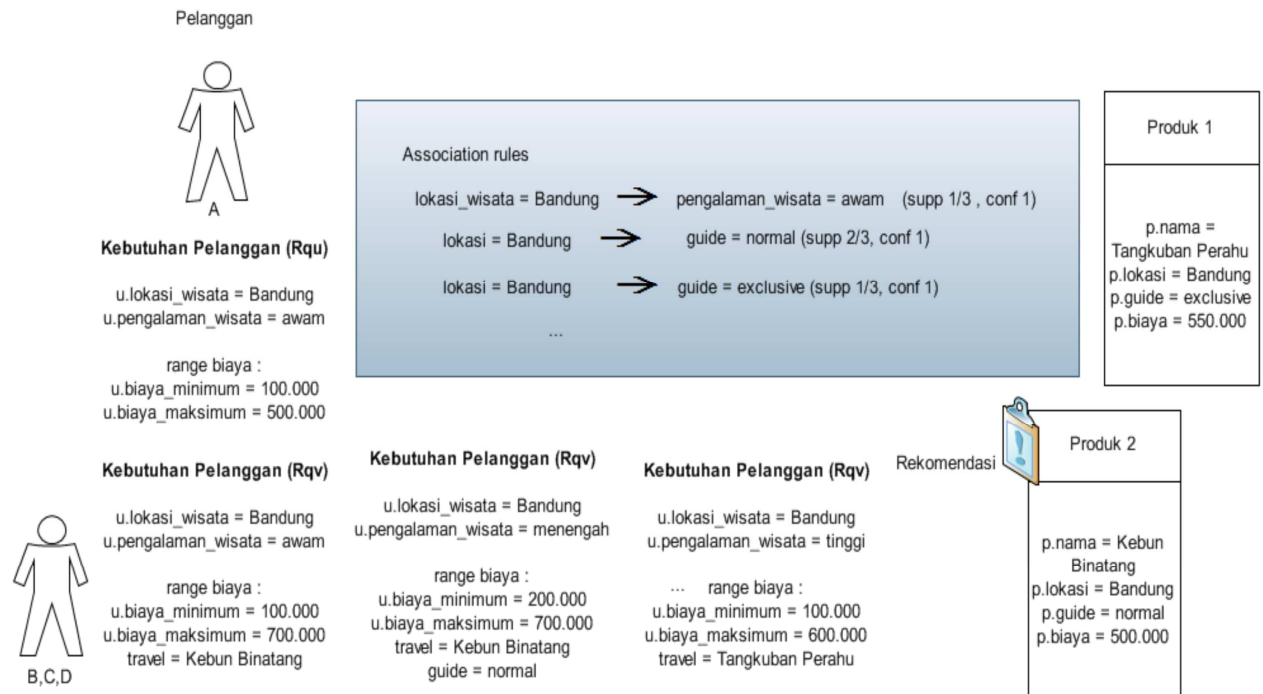 Pelanggan
A
Kebutuhan Pelanggan (Rqu)
u.lokasi_wisata = Bandung
u.pengalaman_wisata = awam
range biaya :
u.biaya_minimum = 100.000
u.biaya_maksimum = 500.000
Association rules
lokasi_wisata = Bandung pengalaman_wisata = awam (supp 1/3 , conf 1)
lokasi = Bandung guide = normal (supp 2/3, conf 1)
lokasi = Bandung guide = exclusive (supp 1/3, conf 1)
...
Produk 1
p.nama =
Tangkuban Perahu
p.lokasi = Bandung
p.guide = exclusive
p.biaya = 550.000
B,C,D
Kebutuhan Pelanggan (Rqv)
u.lokasi_wisata = Bandung
u.pengalaman_wisata = awam
range biaya :
u.biaya_minimum = 100.000
u.biaya_maksimum = 700.000
travel = Kebun Binatang
Kebutuhan Pelanggan (Rqv)
u.lokasi_wisata = Bandung
u.pengalaman_wisata = menengah
range biaya :
u.biaya_minimum = 200.000
u.biaya_maksimum = 700.000
travel = Kebun Binatang
guide = normal
Kebutuhan Pelanggan (Rqv)
u.lokasi_wisata = Bandung
u.pengalaman_wisata = tinggi
... range biaya :
u.biaya_minimum = 100.000
u.biaya_maksimum = 600.000
travel = Tangkuban Perahu
Rekomendasi
Produk 2
p.nama = Kebun
Binatang
p.lokasi = Bandung
p.guide = normal
p.biaya = 500.000